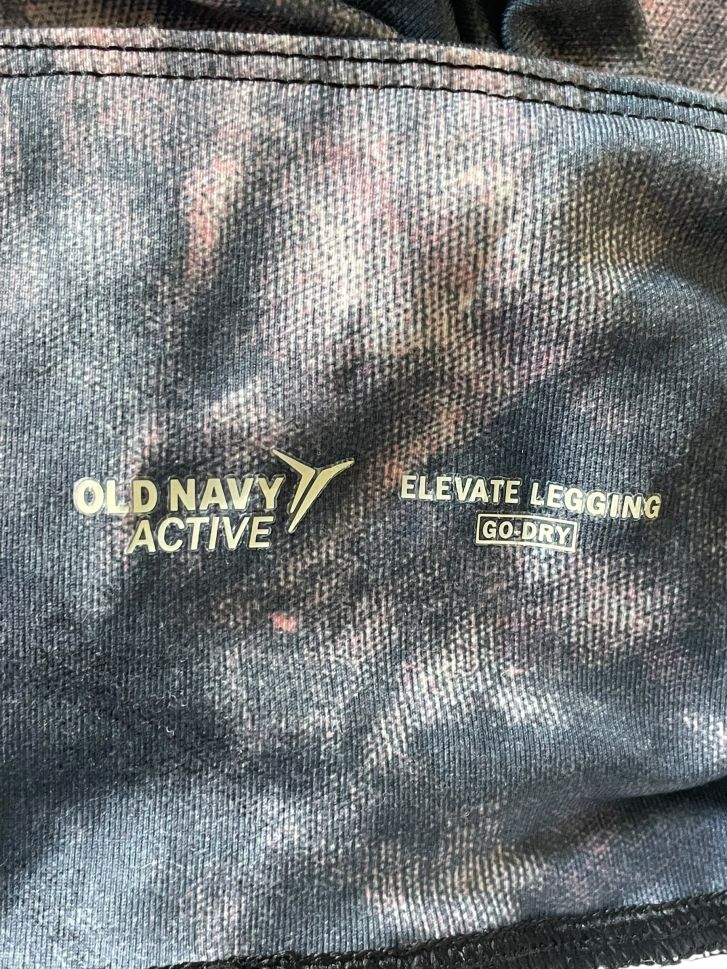 OLD NAVY
ACTIVE
ELEVATE LEGGING
GO-DRY